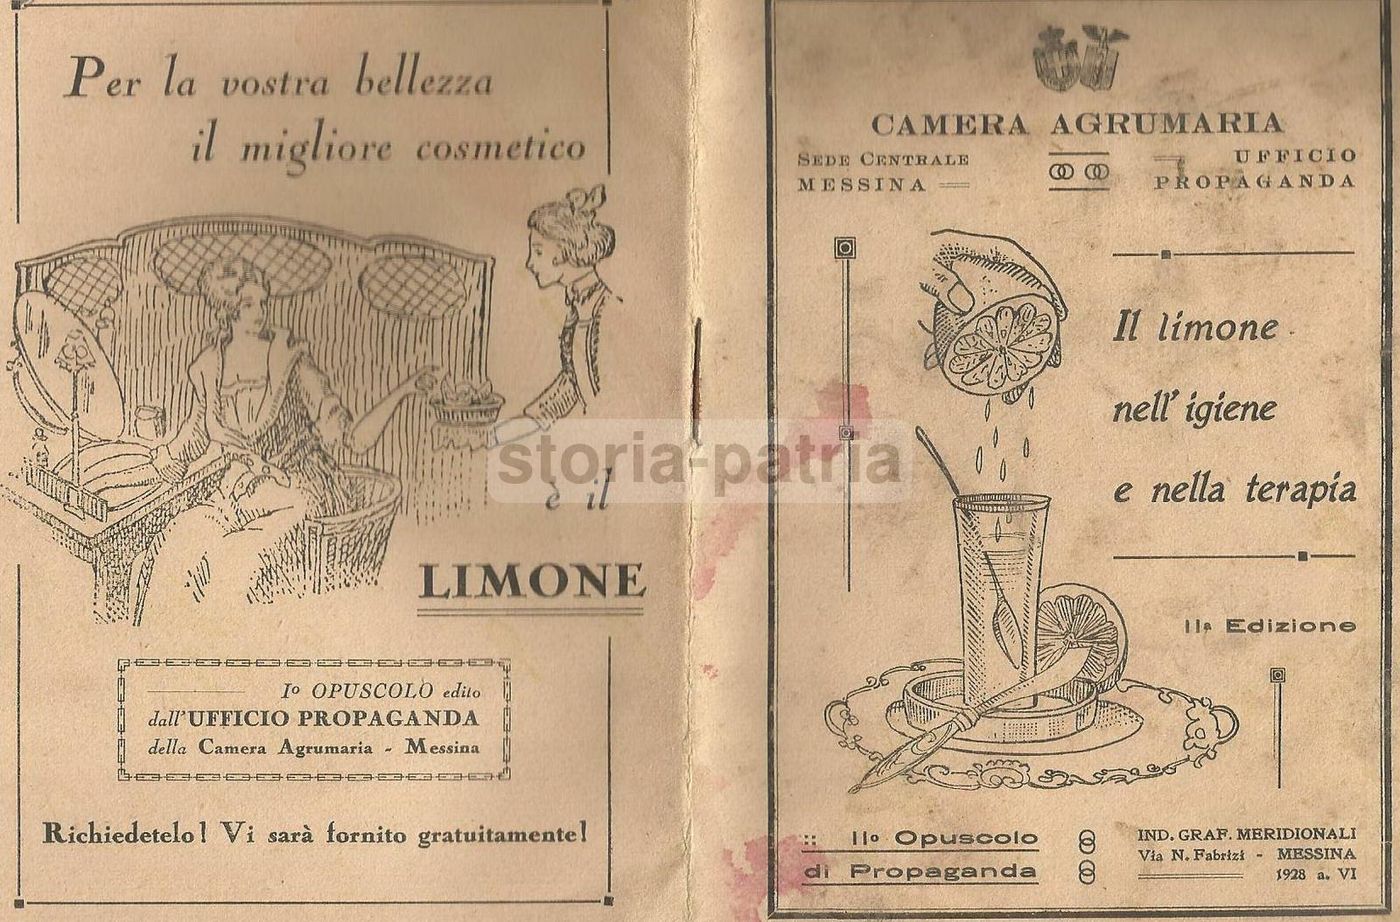 Per la vostra bellezza
il migliore cosmetico
è il
LIMONE
Iº OPUSCOLO edito
dall'UFFICIO PROPAGANDA
della Camera Agrumaria - Messina
Richiedetelo! Vi sarà fornito gratuitamente!
CAMERA AGRUMARIA
SEDE CENTRALE
MESSINA
UFFICIO
PROPAGANDA
Il limone
nell'igiene
e nella terapia
IIª Edizione
:: IIº Opuscolo
di Propaganda
IND. GRAF. MERIDIONALI
Via N. Fabrizi - MESSINA
1928 a. VI
storia-patria